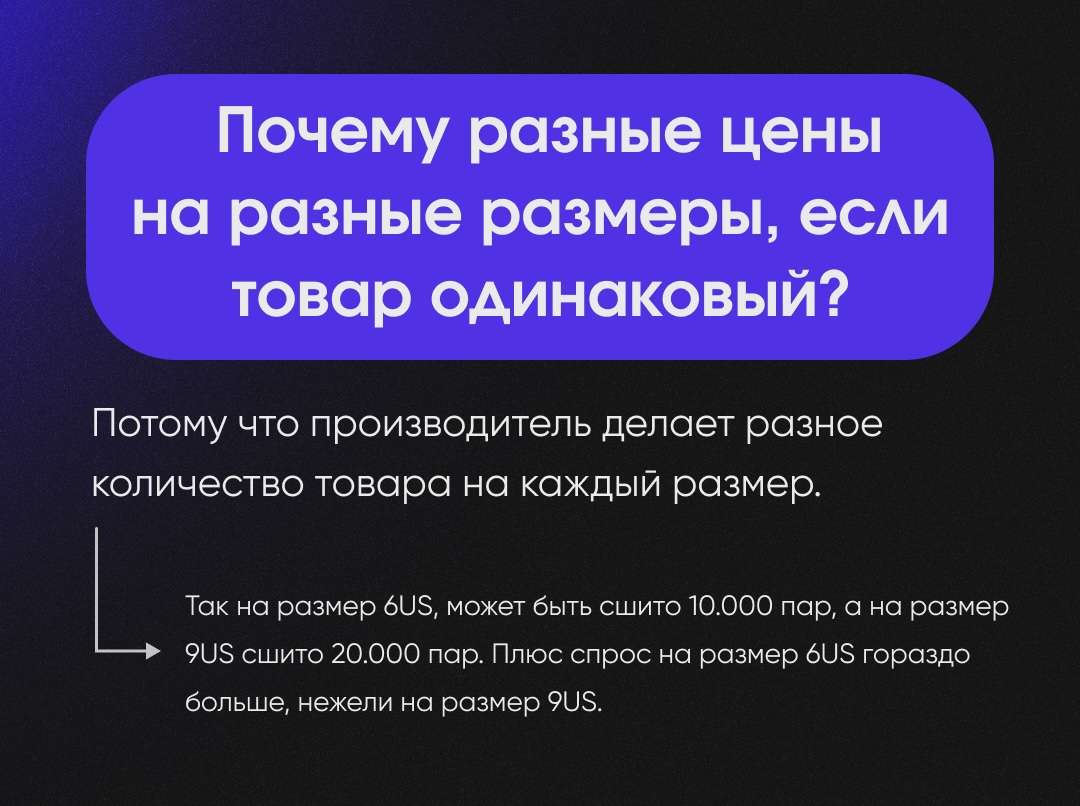 Почему разные цены
на разные размеры, если
товар одинаковый?
Потому что производитель делает разное
количество товара на каждый размер.
Так на размер 6US, может быть сшито 10.000 пар, а на размер
9US сшито 20.000 пар. Плюс спрос на размер 6US гораздо
больше, нежели на размер 9US.